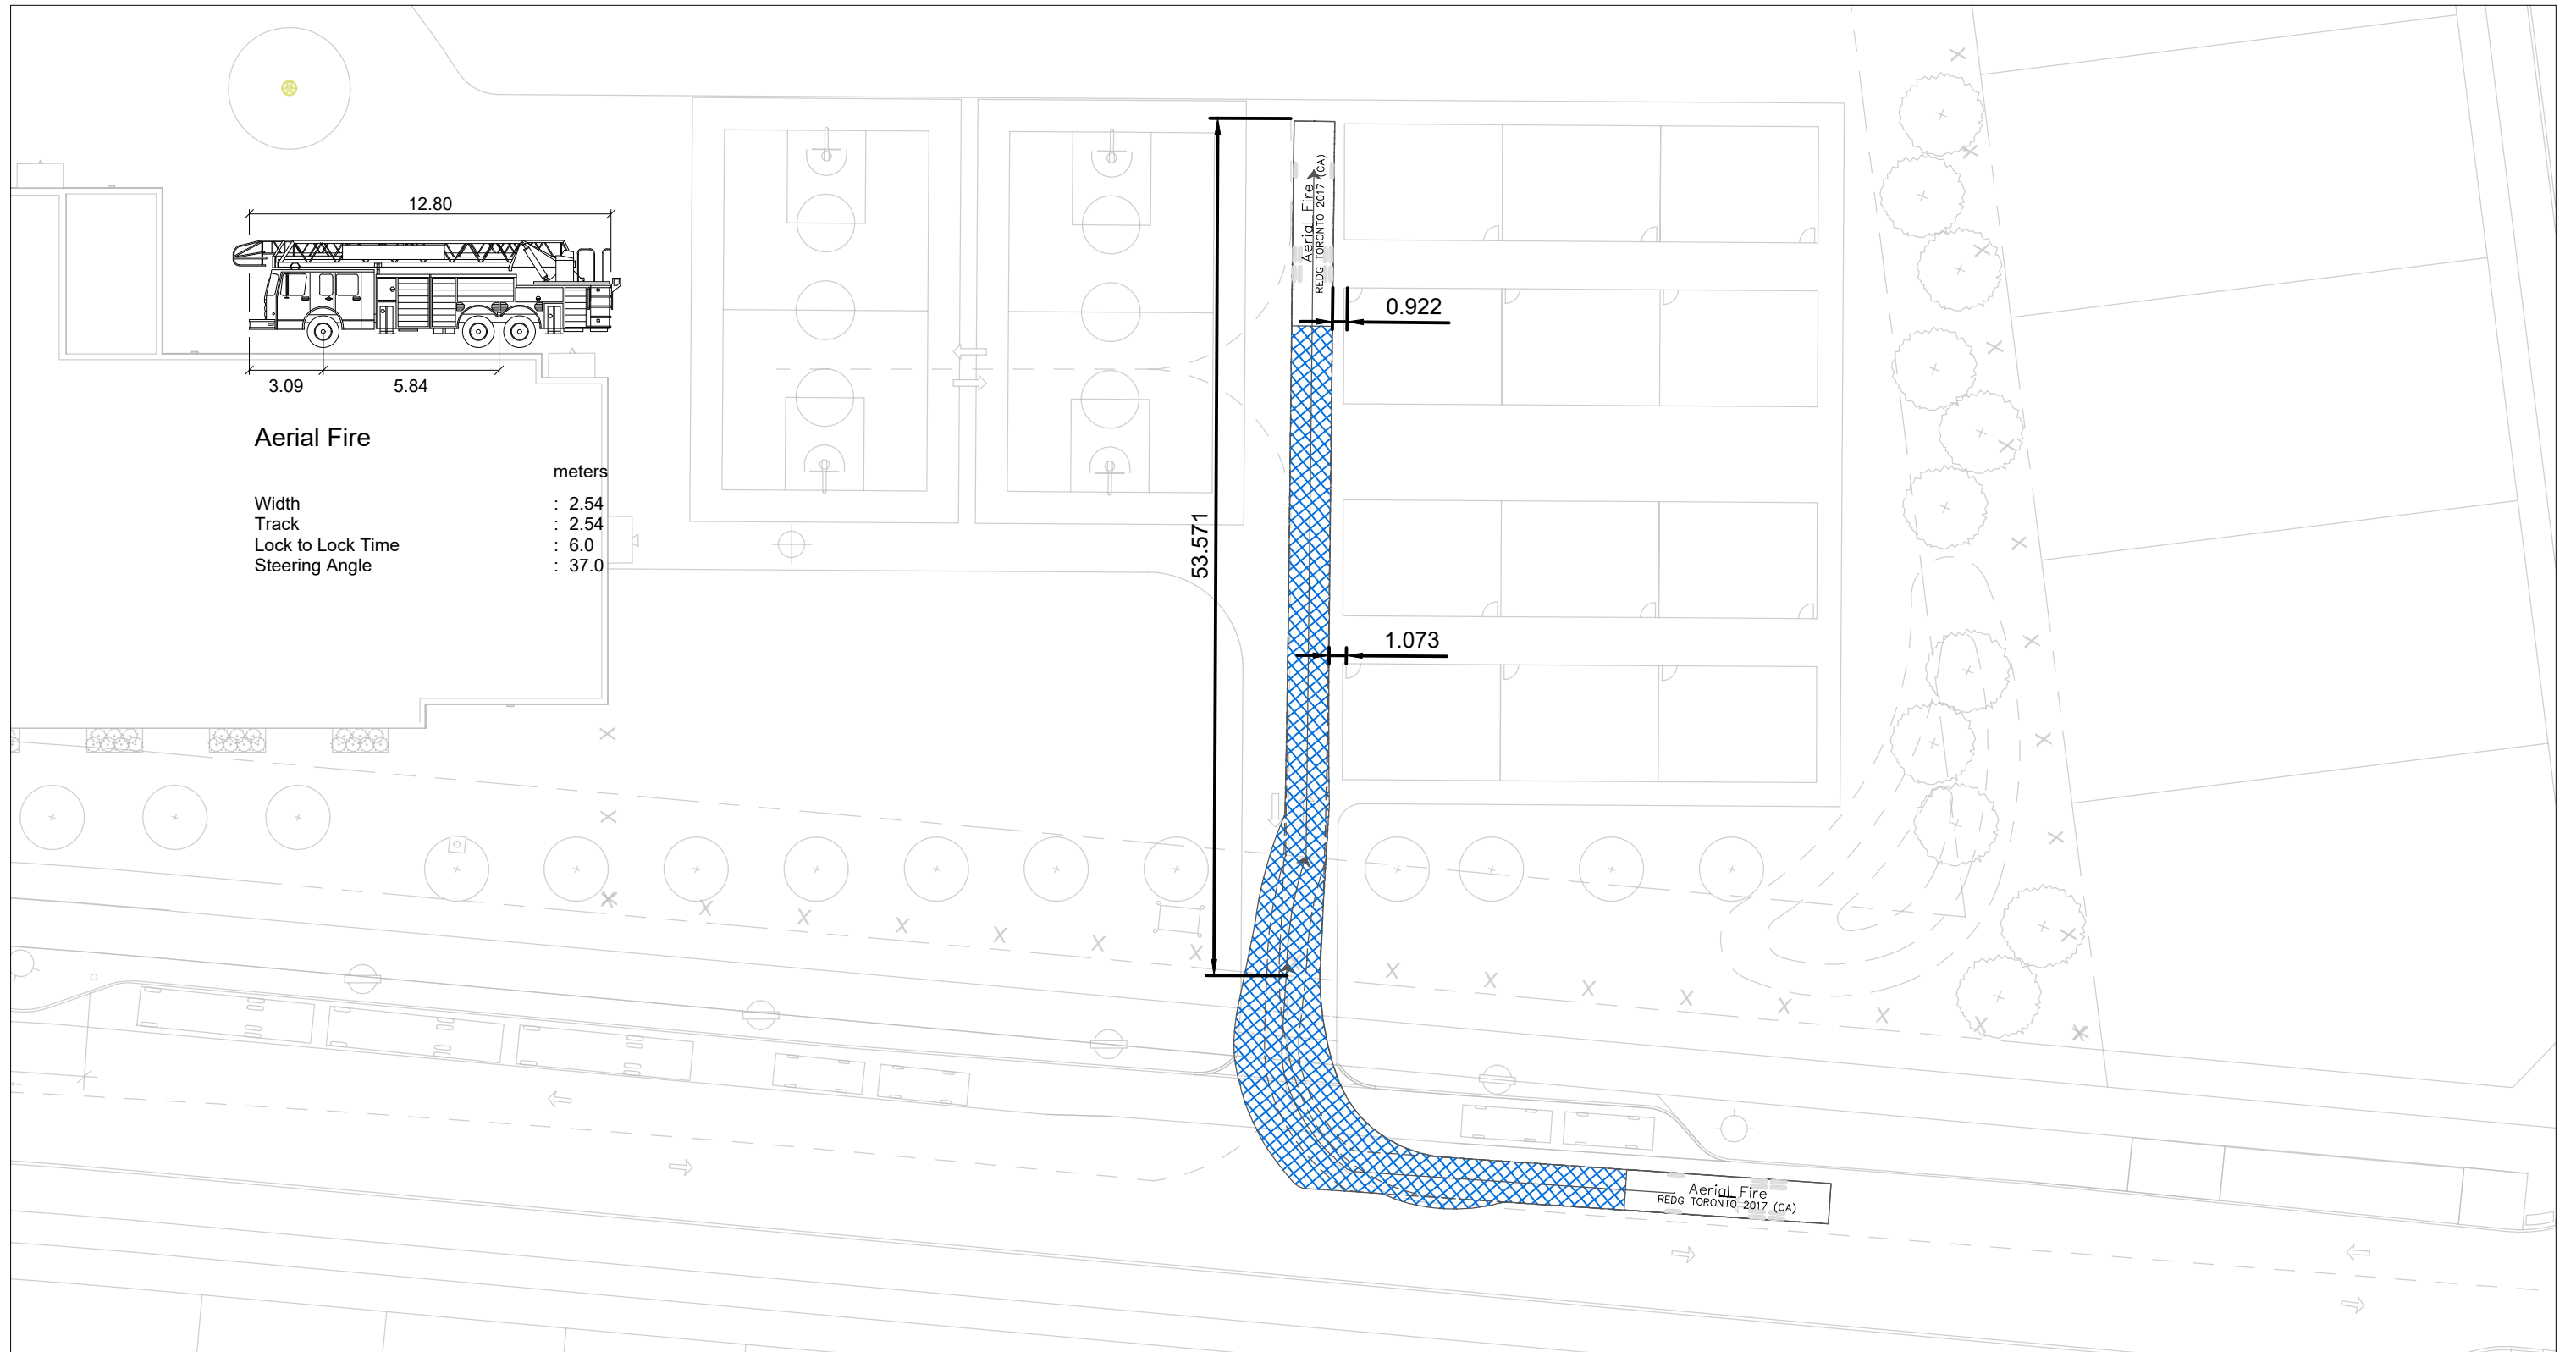 12.80
3.09 5.84
Aerial Fire
meters
Width : 2.54
Track : 2.54
Lock to Lock Time : 6.0
Steering Angle : 37.0
53.571
Aerial Fire
REDG TORONTO 2017 (CA)
0.922
1.073
Aerial Fire
REDG TORONTO 2017 (CA)